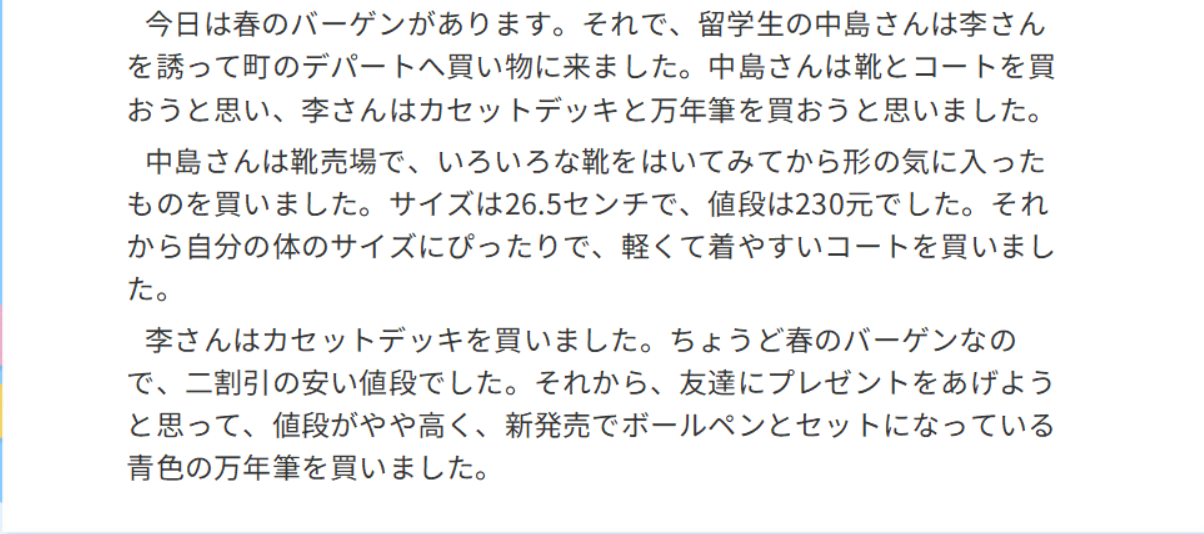 今日は春のバーゲンがあります。それで、留学生の中島さんは李さん
を誘って町のデパートへ買い物に来ました。中島さんは靴とコートを買
おうと思い、李さんはカセットデッキと万年筆を買おうと思いました。
中島さんは靴売場で、いろいろな靴をはいてみてから形の気に入った
ものを買いました。サイズは26.5センチで、値段は230元でした。それ
から自分の体のサイズにぴったりで、軽くて着やすいコートを買いまし
た。
李さんはカセットデッキを買いました。ちょうど春のバーゲンなの
で、二割引の安い値段でした。それから、友達にプレゼントをあげよう
と思って、値段がやや高く、新発売でボールペンとセットになっている
青色の万年筆を買いました。